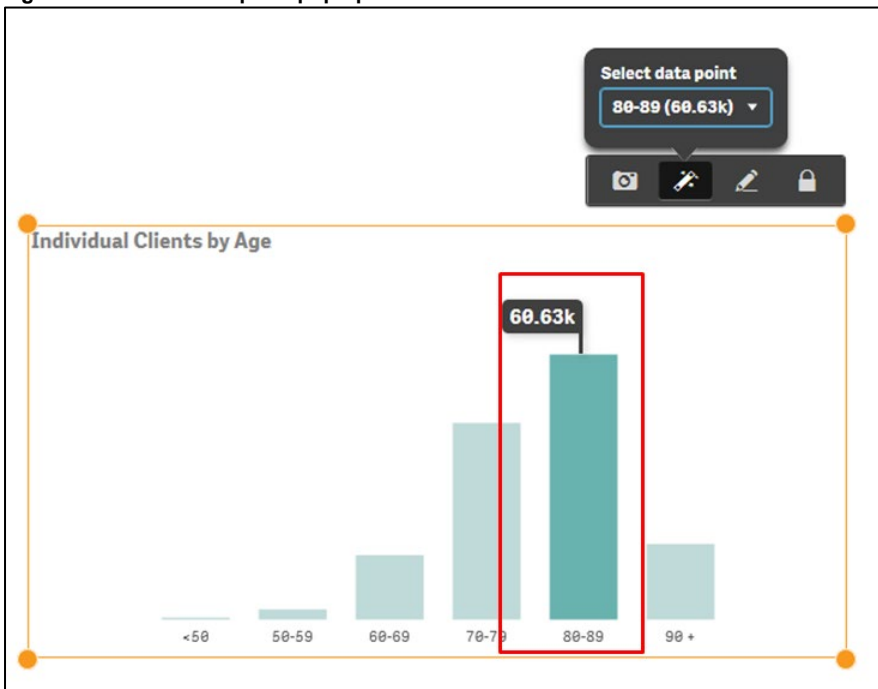 Select data point
80-89 (60.63k)
Individual Clients by Age
60.63k
<50 50-59 60-69 70-79 80-89 90 +